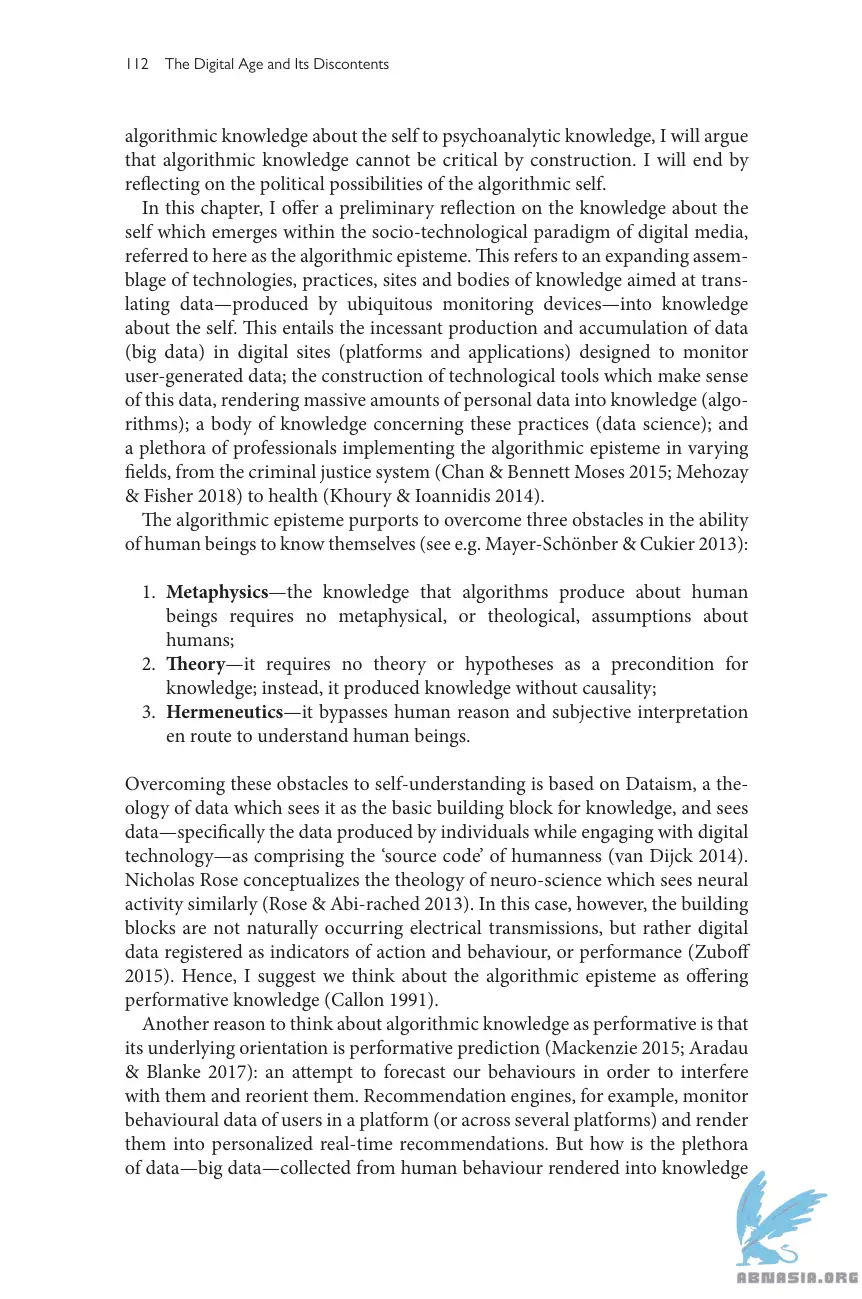 112 The Digital Age and Its Discontents
algorithmic knowledge about the self to psychoanalytic knowledge, I will argue
that algorithmic knowledge cannot be critical by construction. I will end by
reflecting on the political possibilities of the algorithmic self.
In this chapter, I offer a preliminary reflection on the knowledge about the
self which emerges within the socio-technological paradigm of digital media,
referred to here as the algorithmic episteme. This refers to an expanding assem-
blage of technologies, practices, sites and bodies of knowledge aimed at trans-
lating data—produced by ubiquitous monitoring devices—into knowledge
about the self. This entails the incessant production and accumulation of data
(big data) in digital sites (platforms and applications) designed to monitor
user-generated data; the construction of technological tools which make sense
of this data, rendering massive amounts of personal data into knowledge (algo-
rithms); a body of knowledge concerning these practices (data science); and
a plethora of professionals implementing the algorithmic episteme in varying
fields, from the criminal justice system (Chan & Bennett Moses 2015; Mehozay
& Fisher 2018) to health (Khoury & Ioannidis 2014).
The algorithmic episteme purports to overcome three obstacles in the ability
of human beings to know themselves (see e.g. Mayer-Schönber & Cukier 2013):
1. Metaphysics—the knowledge that algorithms produce about human
beings requires no metaphysical, or theological, assumptions about
humans;
2. Theory—it requires no theory or hypotheses as a precondition for
knowledge; instead, it produced knowledge without causality;
3. Hermeneutics—it bypasses human reason and subjective interpretation
en route to understand human beings.
Overcoming these obstacles to self-understanding is based on Dataism, a the-
ology of data which sees it as the basic building block for knowledge, and sees
data—specifically the data produced by individuals while engaging with digital
technology—as comprising the ‘source code’ of humanness (van Dijck 2014).
Nicholas Rose conceptualizes the theology of neuro-science which sees neural
activity similarly (Rose & Abi-rached 2013). In this case, however, the building
blocks are not naturally occurring electrical transmissions, but rather digital
data registered as indicators of action and behaviour, or performance (Zuboff
2015). Hence, I suggest we think about the algorithmic episteme as offering
performative knowledge (Callon 1991).
Another reason to think about algorithmic knowledge as performative is that
its underlying orientation is performative prediction (Mackenzie 2015; Aradau
& Blanke 2017): an attempt to forecast our behaviours in order to interfere
with them and reorient them. Recommendation engines, for example, monitor
behavioural data of users in a platform (or across several platforms) and render
them into personalized real-time recommendations. But how is the plethora
of data—big data—collected from human behaviour rendered into knowledge
ABNASIA.ORG